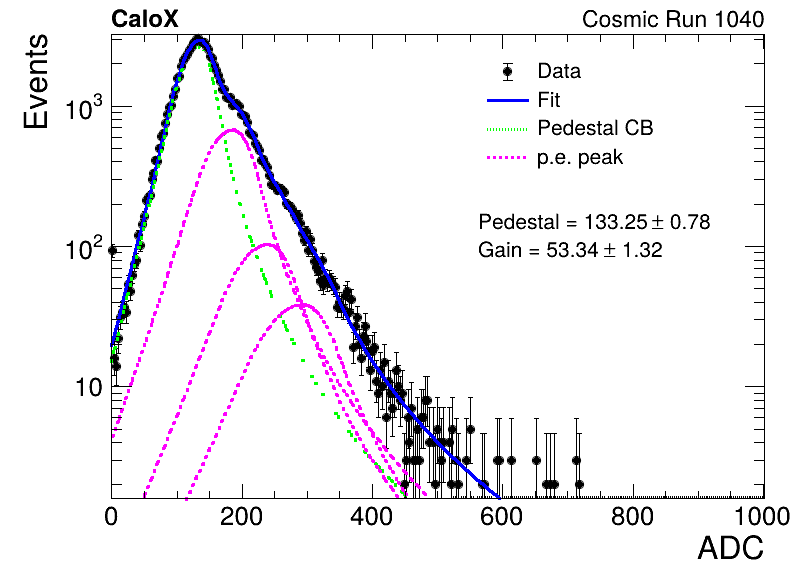 CaloX Cosmic Run 1040
Events
Data
Fit
Pedestal CB
p.e. peak
Pedestal = 133.25 ± 0.78
Gain = 53.34 ± 1.32
10³
10²
10
0 200 400 600 800 1000
ADC